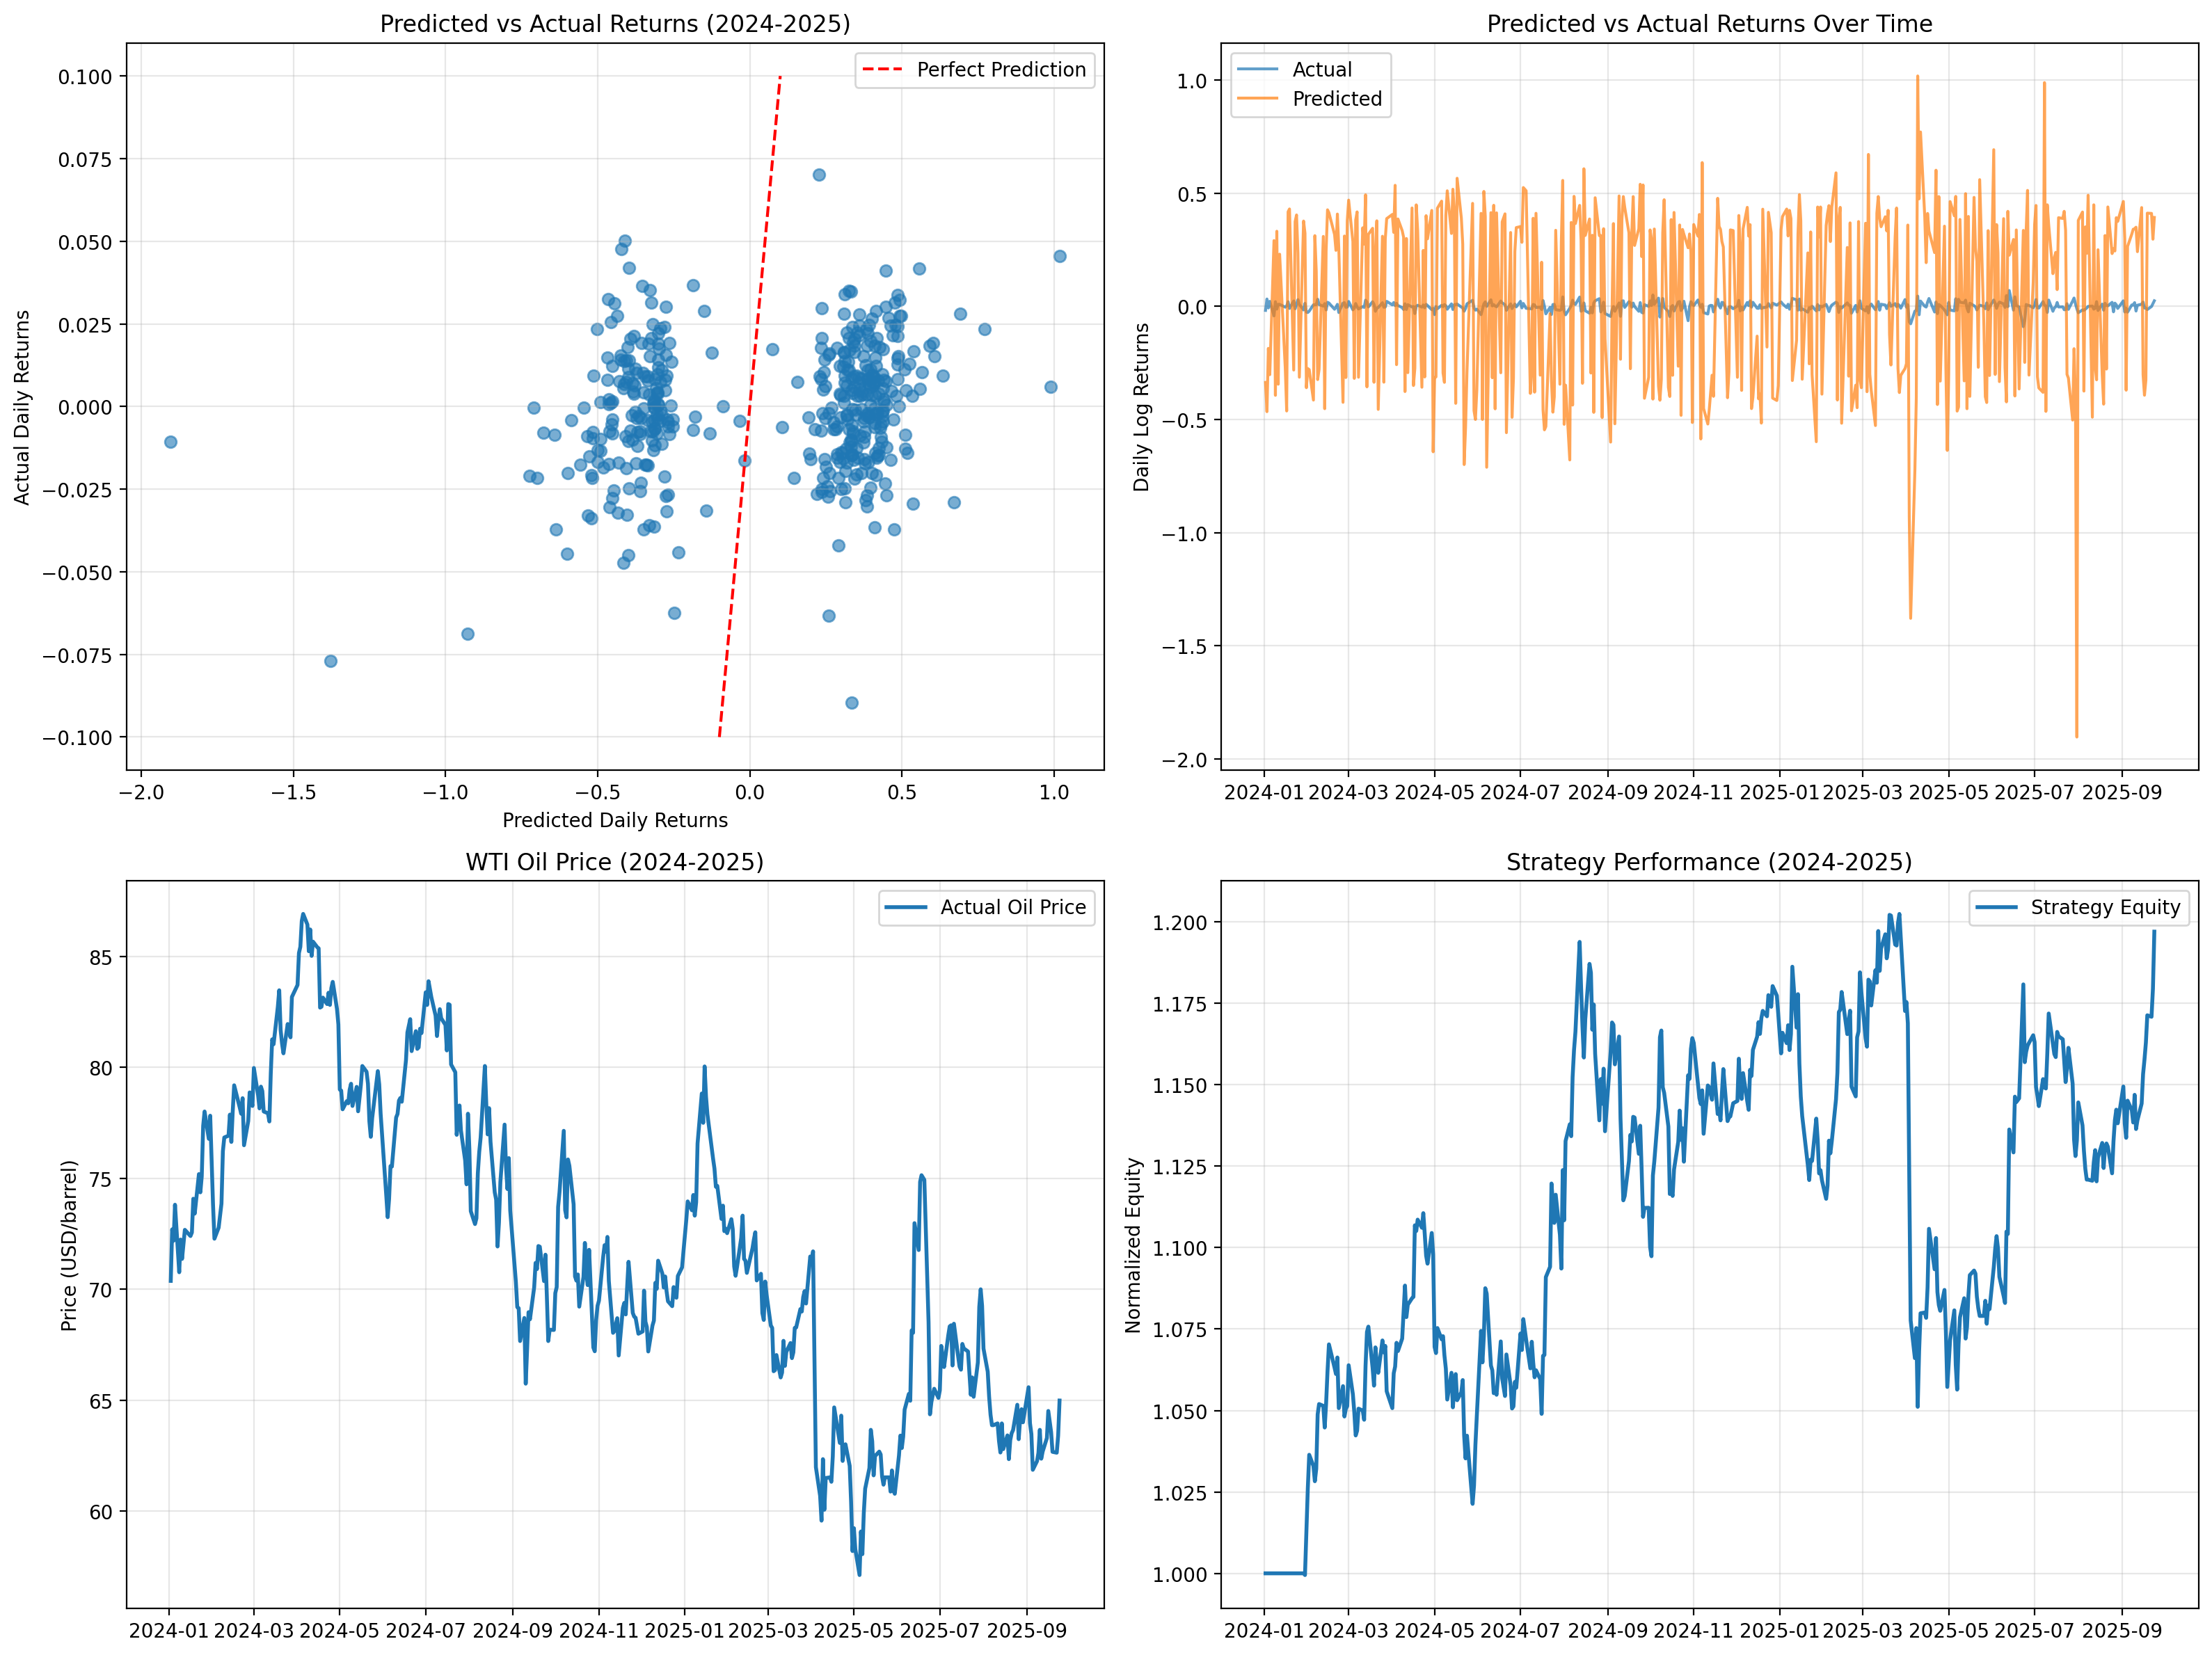 Predicted vs Actual Returns (2024-2025)
Perfect Prediction
0.100
0.075
0.050
0.025
0.000
−0.025
−0.050
−0.075
−0.100
Actual Daily Returns
−2.0 −1.5 −1.0 −0.5 0.0 0.5 1.0
Predicted Daily Returns
Predicted vs Actual Returns Over Time
Actual
Predicted
1.0
0.5
0.0
−0.5
−1.0
−1.5
−2.0
Daily Log Returns
2024-01 2024-03 2024-05 2024-07 2024-09 2024-11 2025-01 2025-03 2025-05 2025-07 2025-09
WTI Oil Price (2024-2025)
Actual Oil Price
85
80
75
70
65
60
Price (USD/barrel)
2024-01 2024-03 2024-05 2024-07 2024-09 2024-11 2025-01 2025-03 2025-05 2025-07 2025-09
Strategy Performance (2024-2025)
Strategy Equity
1.200
1.175
1.150
1.125
1.100
1.075
1.050
1.025
1.000
Normalized Equity
2024-01 2024-03 2024-05 2024-07 2024-09 2024-11 2025-01 2025-03 2025-05 2025-07 2025-09